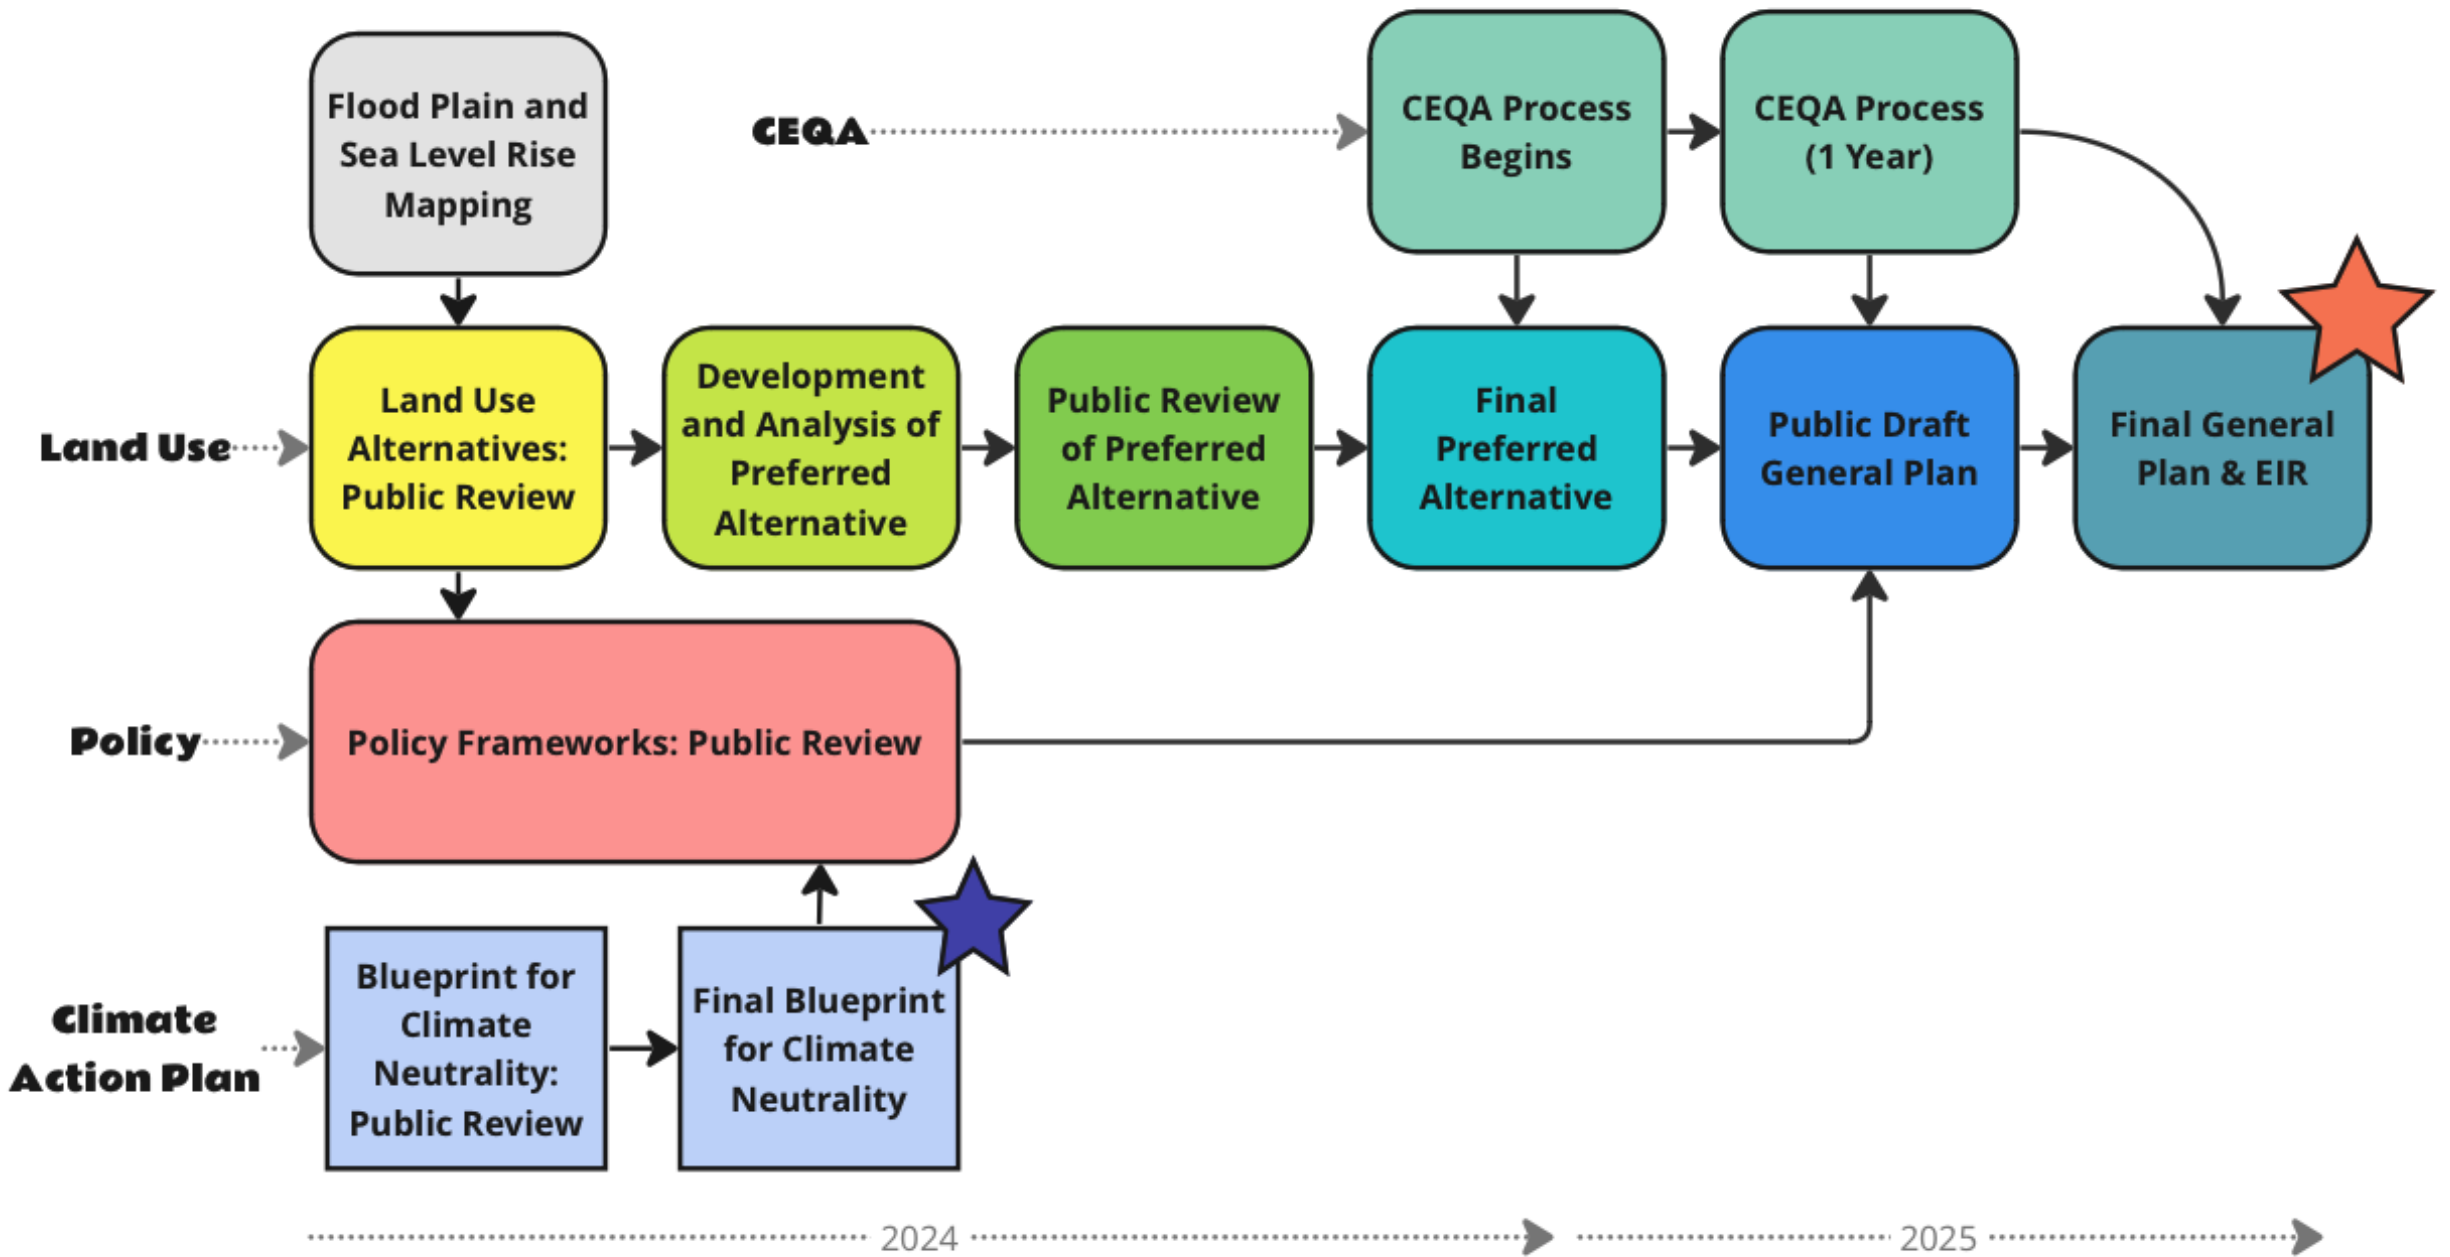 Flood Plain and
Sea Level Rise
Mapping
CEQA
CEQA Process
Begins
CEQA Process
(1 Year)
Land Use
Land Use
Alternatives:
Public Review
Development
and Analysis of
Preferred
Alternative
Public Review
of Preferred
Alternative
Final
Preferred
Alternative
Public Draft
General Plan
Final General
Plan & EIR
Policy
Policy Frameworks: Public Review
Climate
Action Plan
Blueprint for
Climate
Neutrality:
Public Review
Final Blueprint
for Climate
Neutrality
2024
2025